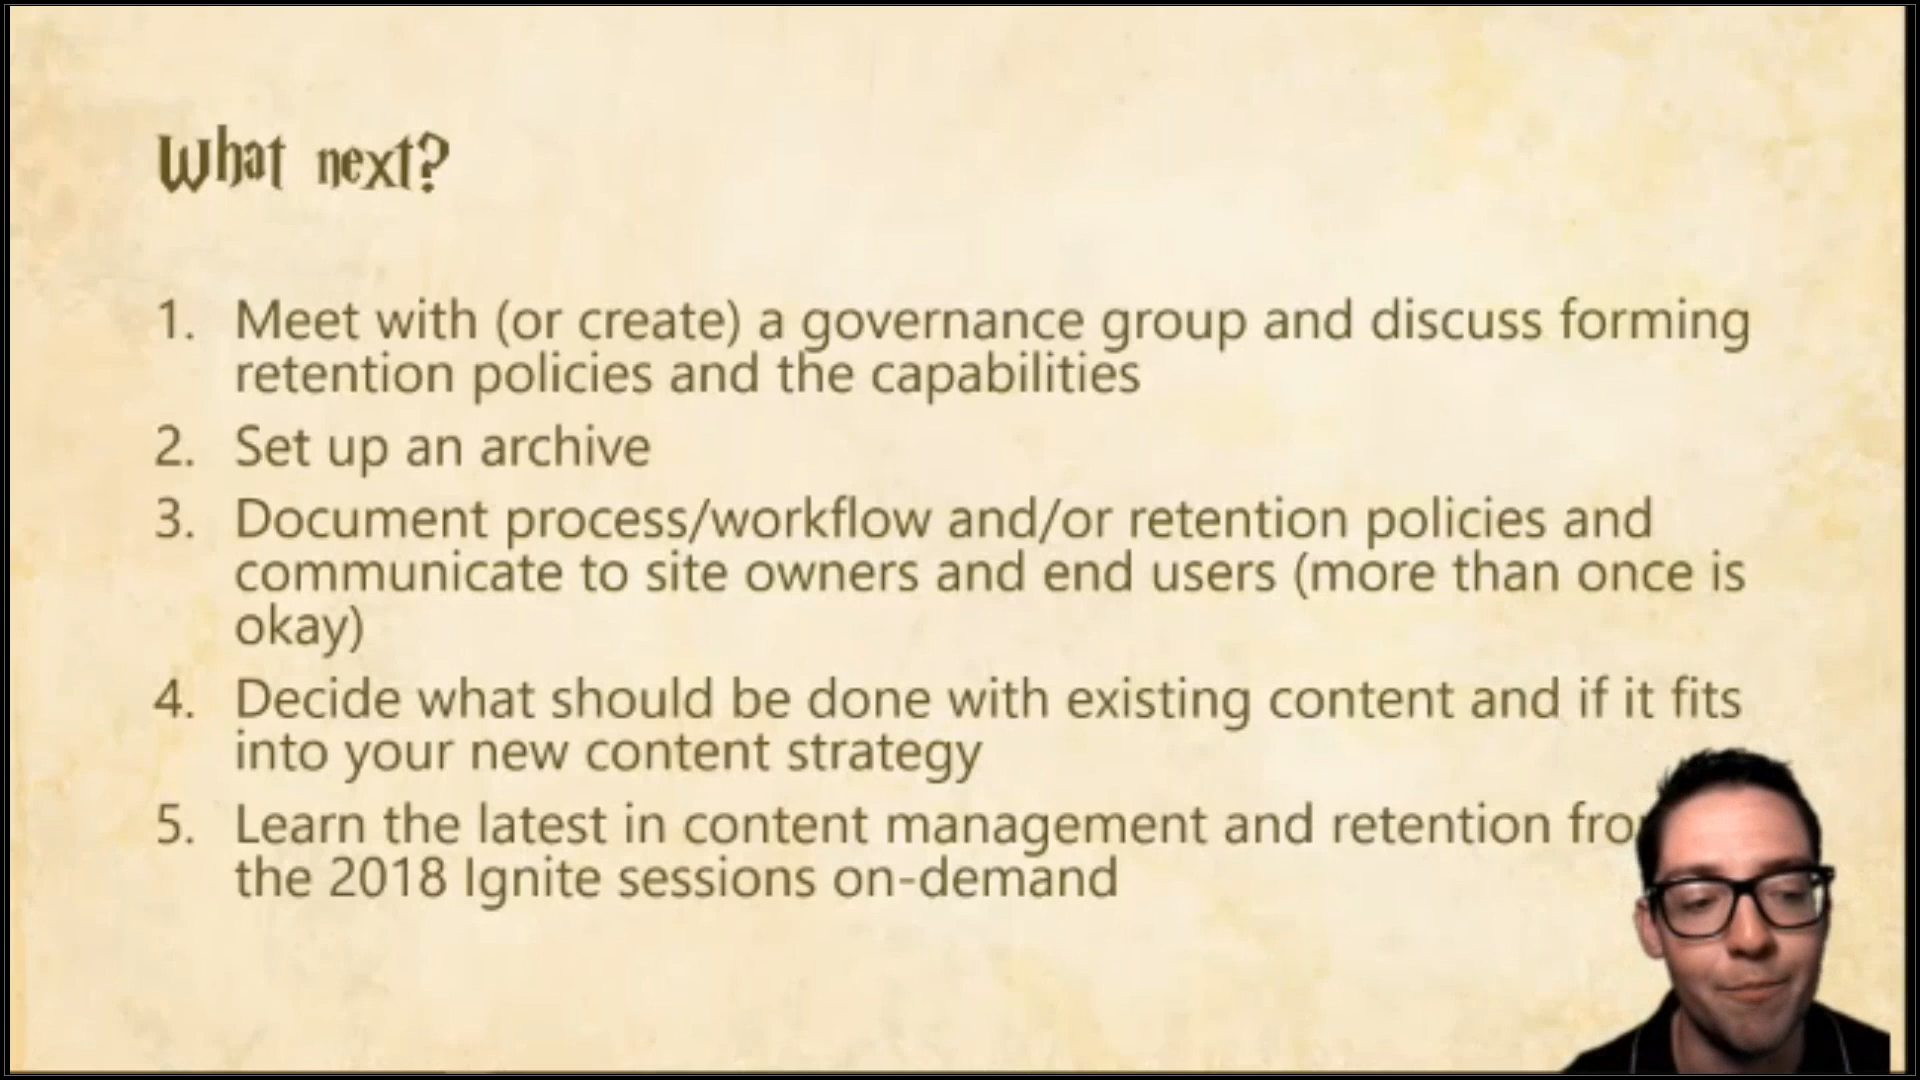 What next?
1. Meet with (or create) a governance group and discuss forming
retention policies and the capabilities
2. Set up an archive
3. Document process/workflow and/or retention policies and
communicate to site owners and end users (more than once is
okay)
4. Decide what should be done with existing content and if it fits
into your new content strategy
5. Learn the latest in content management and retention
the 2018 Ignite sessions on-demand